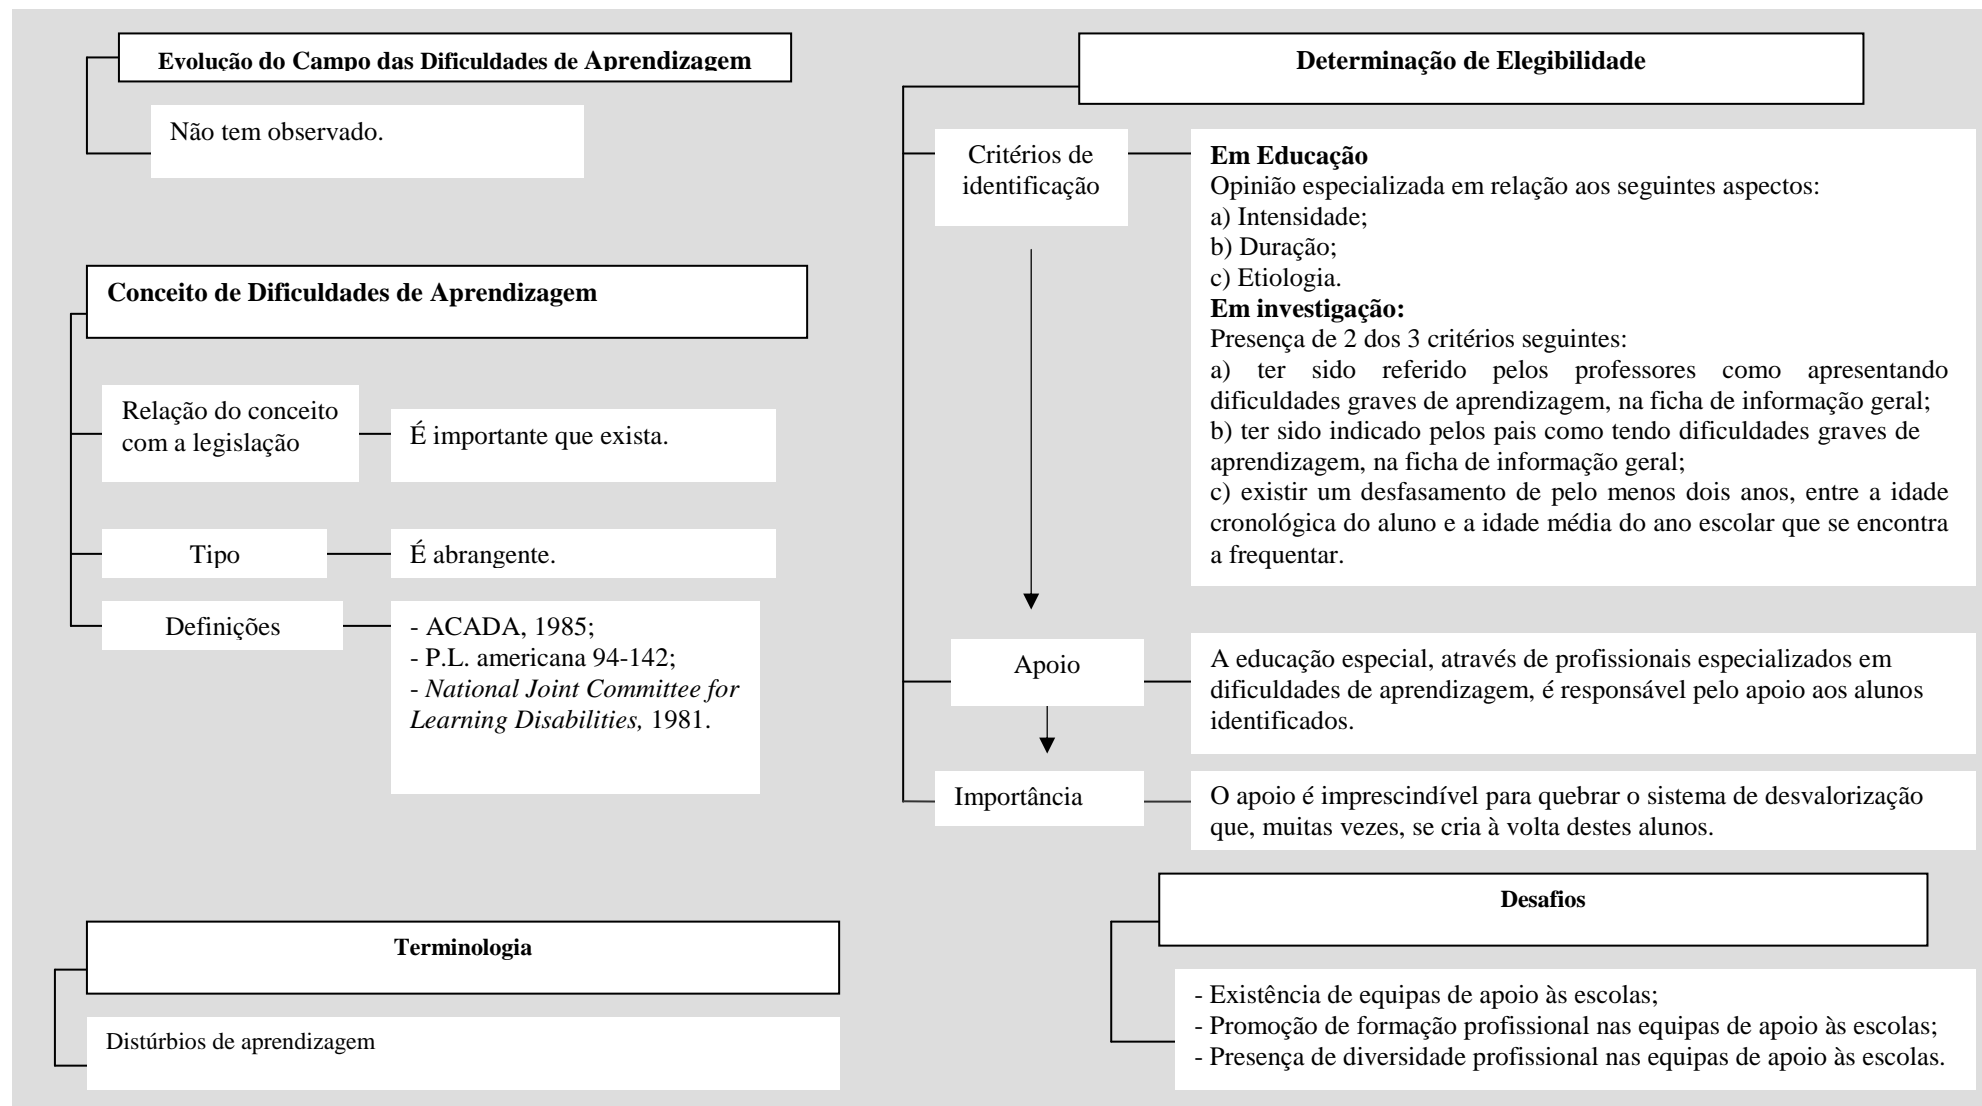 Evolução do Campo das Dificuldades de Aprendizagem
Não tem observado.
Conceito de Dificuldades de Aprendizagem
Relação do conceito
com a legislação
É importante que exista.
Tipo
É abrangente.
Definições
- ACADA, 1985;
- P.L. americana 94-142;
- National Joint Committee for
Learning Disabilities, 1981.
Terminologia
Distúrbios de aprendizagem
Determinação de Elegibilidade
Critérios de
identificação
Em Educação
Opinião especializada em relação aos seguintes aspectos:
a) Intensidade;
b) Duração;
c) Etiologia.
Em investigação:
Presença de 2 dos 3 critérios seguintes:
a) ter sido referido pelos professores como apresentando
dificuldades graves de aprendizagem, na ficha de informação geral;
b) ter sido indicado pelos pais como tendo dificuldades graves de
aprendizagem, na ficha de informação geral;
c) existir um desfasamento de pelo menos dois anos, entre a idade
cronológica do aluno e a idade média do ano escolar que se encontra
a frequentar.
Apoio
A educação especial, através de profissionais especializados em
dificuldades de aprendizagem, é responsável pelo apoio aos alunos
identificados.
Importância
O apoio é imprescindível para quebrar o sistema de desvalorização
que, muitas vezes, se cria à volta destes alunos.
Desafios
- Existência de equipas de apoio às escolas;
- Promoção de formação profissional nas equipas de apoio às escolas;
- Presença de diversidade profissional nas equipas de apoio às escolas.